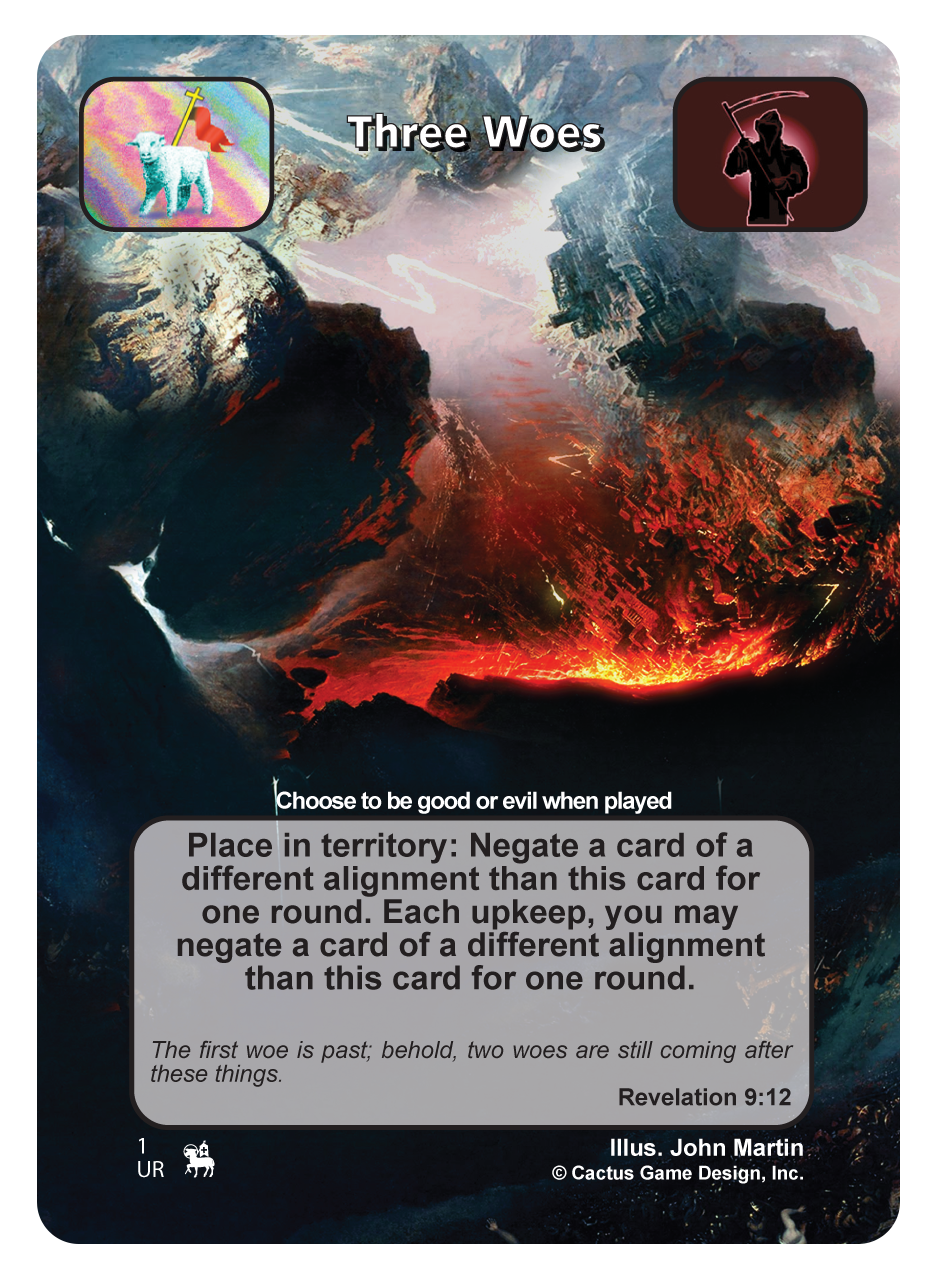 Three Woes
Choose to be good or evil when played
Place in territory: Negate a card of a
different alignment than this card for
one round. Each upkeep, you may
negate a card of a different alignment
than this card for one round.
The first woe is past; behold, two woes are still coming after
these things.
Revelation 9:12
1
UR
Illus. John Martin
© Cactus Game Design, Inc.